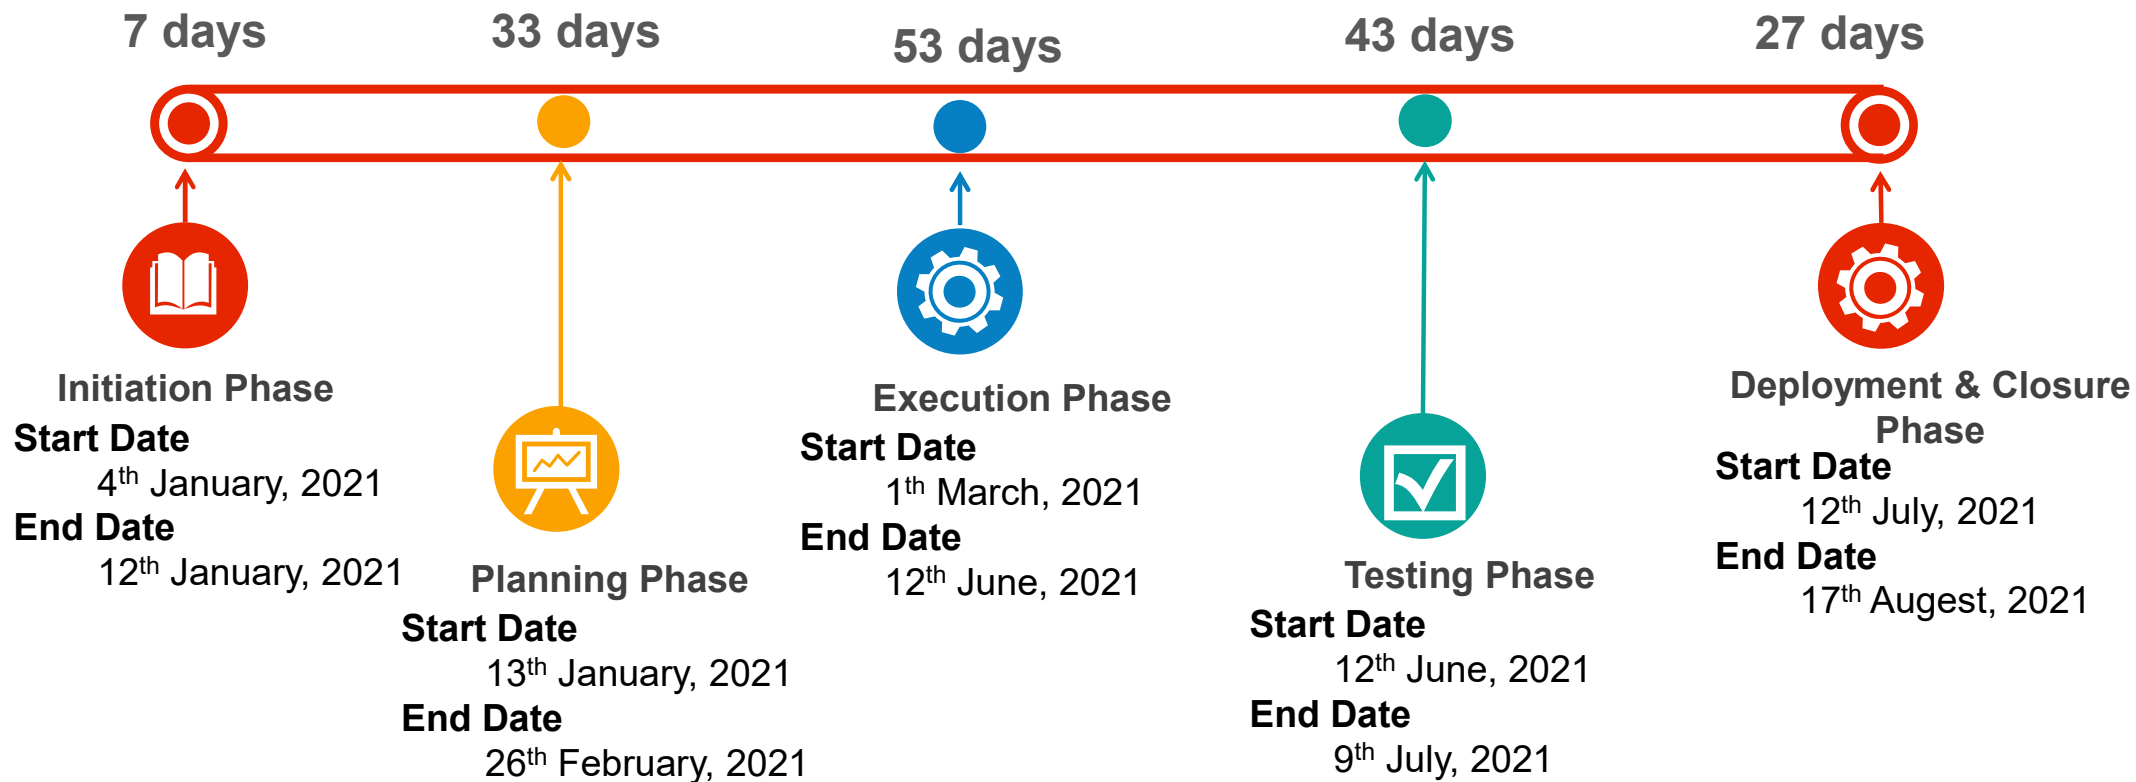 7 days
33 days
53 days
43 days
27 days
Initiation Phase
Start Date
4th January, 2021
End Date
12th January, 2021
Planning Phase
Start Date
13th January, 2021
End Date
26th February, 2021
Execution Phase
Start Date
1th March, 2021
End Date
12th June, 2021
Testing Phase
Start Date
12th June, 2021
End Date
9th July, 2021
Deployment & Closure
Phase
Start Date
12th July, 2021
End Date
17th Augest, 2021